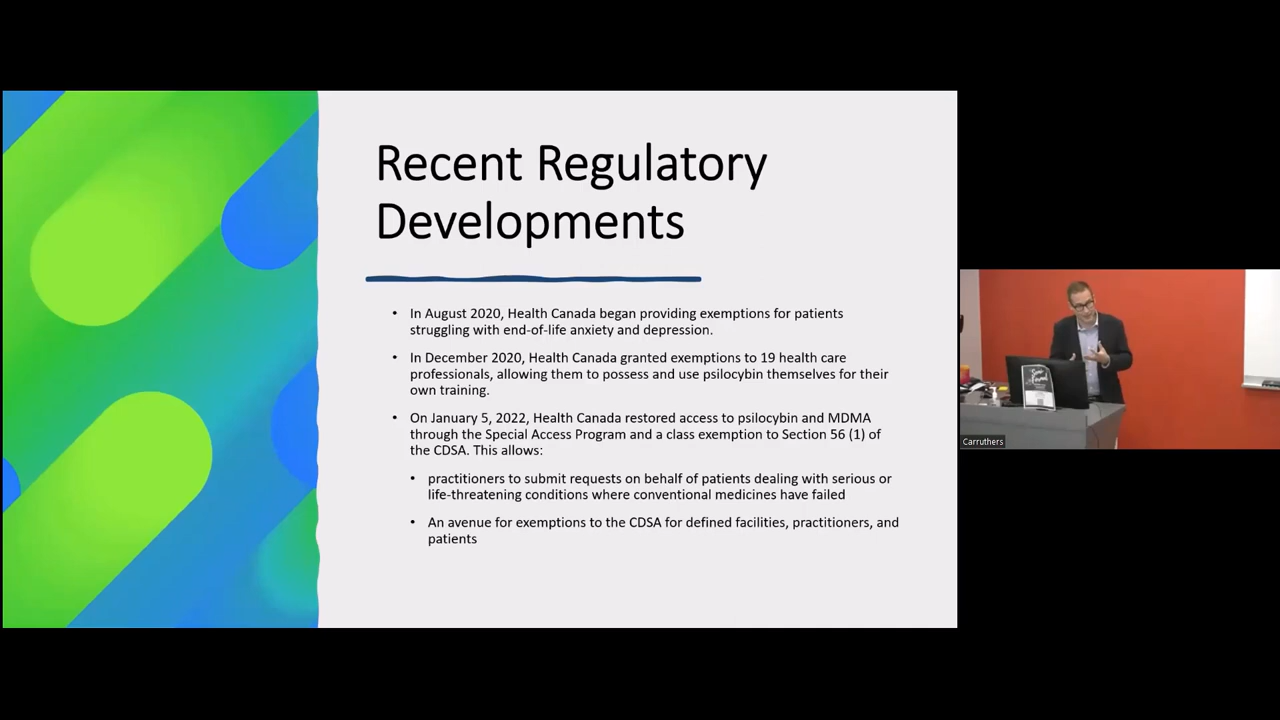 Recent Regulatory
Developments
• In August 2020, Health Canada began providing exemptions for patients
struggling with end-of-life anxiety and depression.
• In December 2020, Health Canada granted exemptions to 19 health care
professionals, allowing them to possess and use psilocybin themselves for their
own training.
• On January 5, 2022, Health Canada restored access to psilocybin and MDMA
through the Special Access Program and a class exemption to Section 56 (1) of
the CDSA. This allows:
• practitioners to submit requests on behalf of patients dealing with serious or
life-threatening conditions where conventional medicines have failed
• An avenue for exemptions to the CDSA for defined facilities, practitioners, and
patients
Carruthers